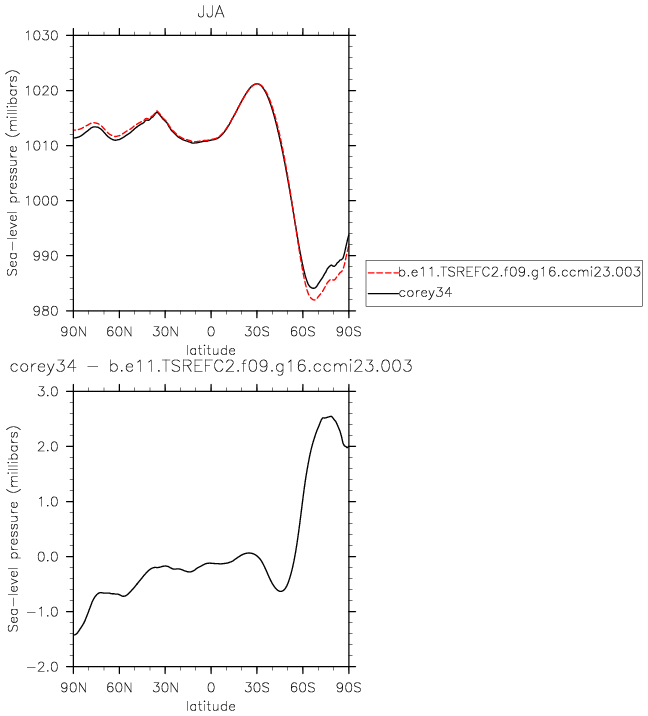 JJA
1030
1020
1010
1000
990
980
Sea-level pressure (millibars)
90N 60N 30N 0 30S 60S 90S
latitude
b.e11.TSREFC2.f09.g16.ccmi23.003
corey34
corey34 - b.e11.TSREFC2.f09.g16.ccmi23.003
3.0
2.0
1.0
0.0
-1.0
-2.0
Sea-level pressure (millibars)
90N 60N 30N 0 30S 60S 90S
latitude